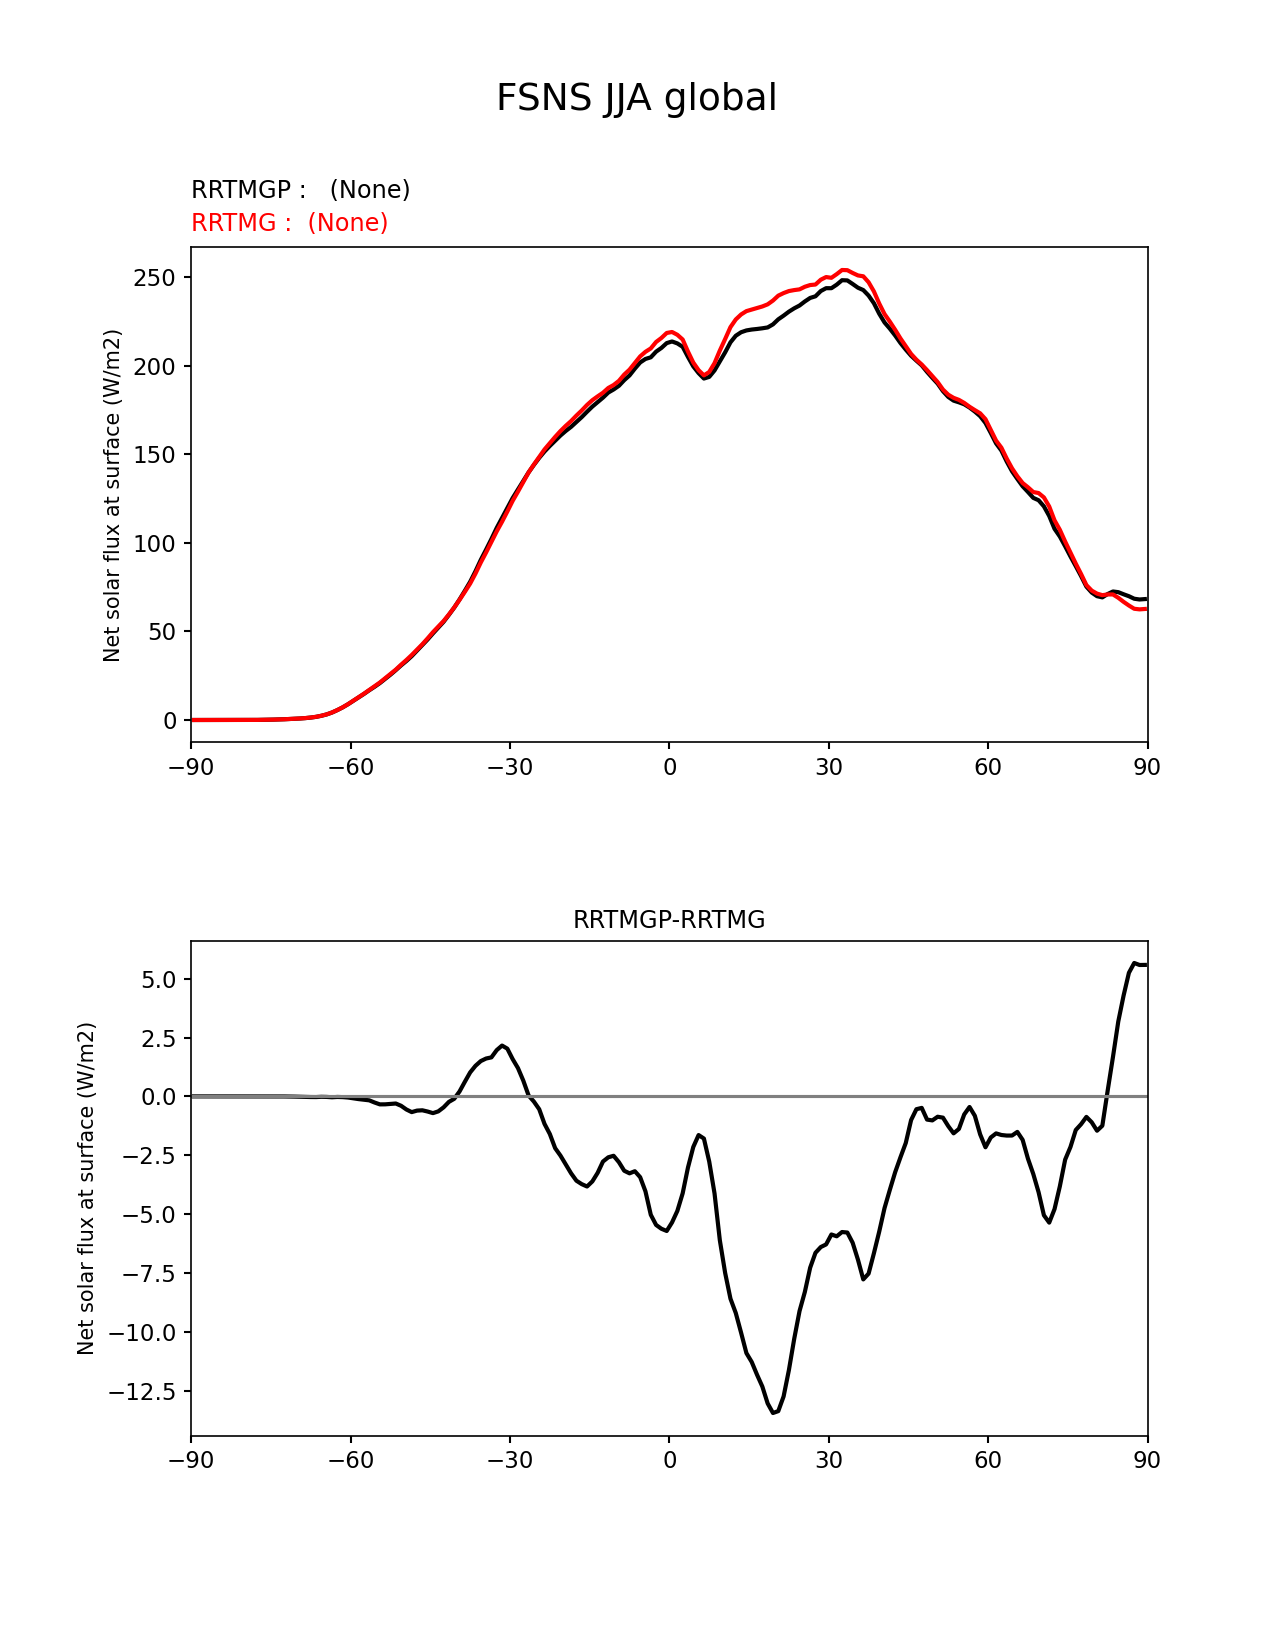 FSNS JJA global
RRTMGP :   (None)
RRTMG :  (None)
Net solar flux at surface (W/m2)
250
200
150
100
50
0
−90 −60 −30 0 30 60 90
RRTMGP-RRTMG
Net solar flux at surface (W/m2)
5.0
2.5
0.0
−2.5
−5.0
−7.5
−10.0
−12.5
−90 −60 −30 0 30 60 90